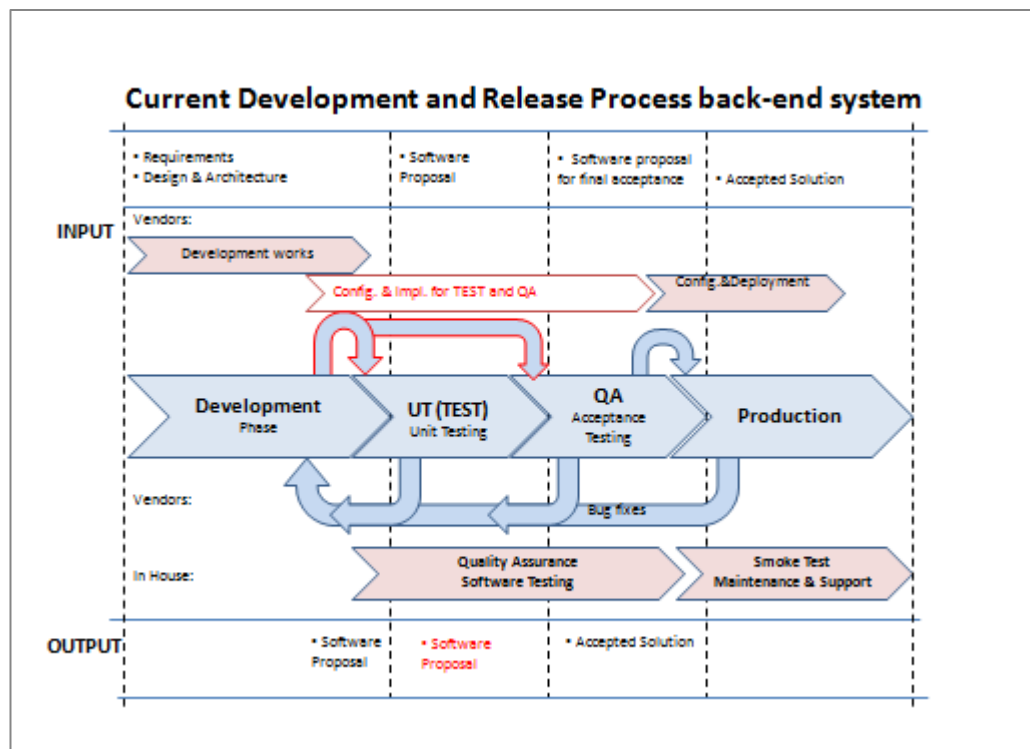 Current Development and Release Process back-end system
▪ Requirements
▪ Design & Architecture
▪ Software
Proposal
▪ Software proposal
for final acceptance
▪ Accepted Solution
INPUT
Vendors:
Development works
Config. & Impl. for TEST and QA
Config.&Deployment
Development
Phase
UT (TEST)
Unit Testing
QA
Acceptance
Testing
Production
Vendors:
Bug fixes
In House:
Quality Assurance
Software Testing
Smoke Test
Maintenance & Support
OUTPUT
▪ Software
Proposal
▪ Software
Proposal
▪ Accepted Solution